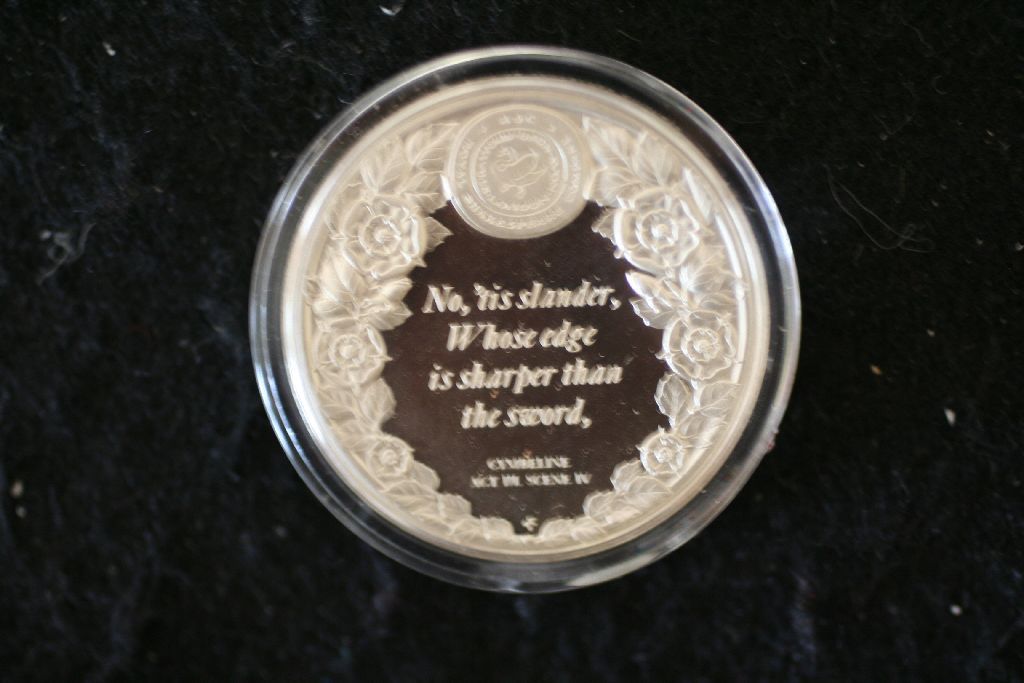 No, 'tis slander,
Whose edge
is sharper than
the sword,
CYMBELINE
ACT III, SCENE IV